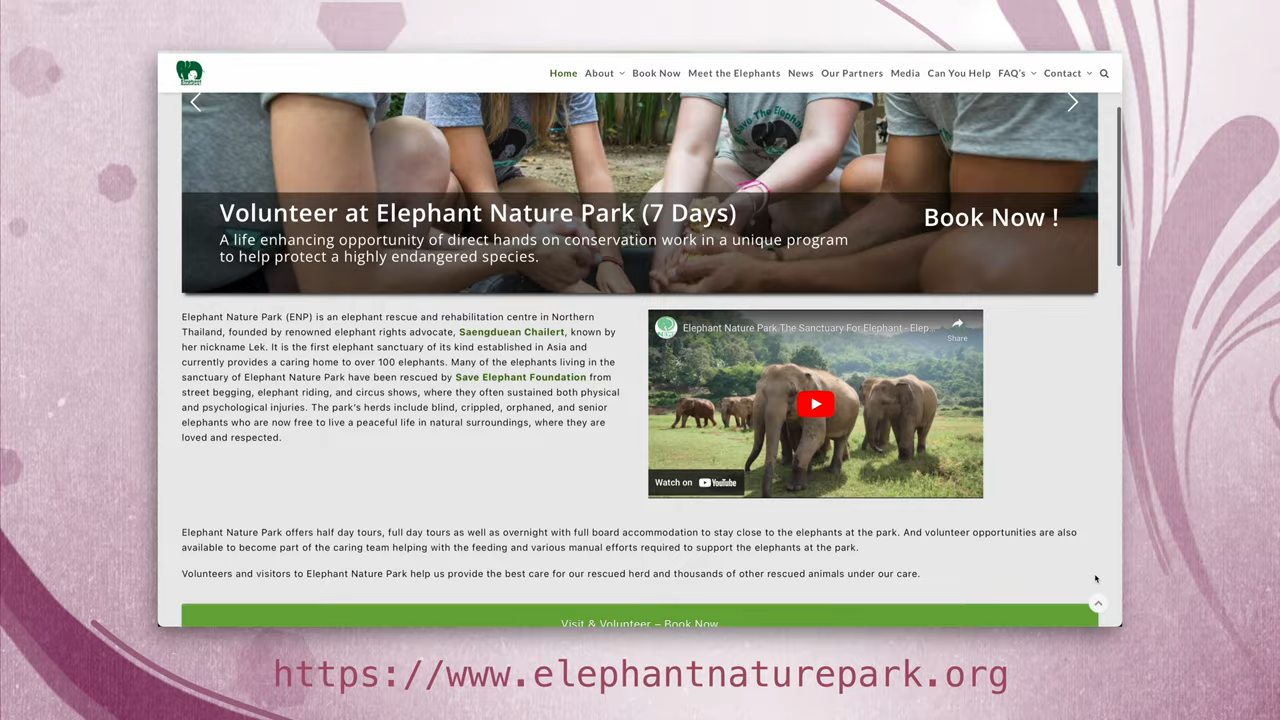 Home About Book Now Meet the Elephants News Our Partners Media Can You Help FAQ's Contact
Volunteer at Elephant Nature Park (7 Days)
Book Now !
A life enhancing opportunity of direct hands on conservation work in a unique program
to help protect a highly endangered species.
Elephant Nature Park (ENP) is an elephant rescue and rehabilitation centre in Northern
Thailand, founded by renowned elephant rights advocate, Saengduean Chailert, known by
her nickname Lek. It is the first elephant sanctuary of its kind established in Asia and
currently provides a caring home to over 100 elephants. Many of the elephants living in the
sanctuary of Elephant Nature Park have been rescued by Save Elephant Foundation from
street begging, elephant riding, and circus shows, where they often sustained both physical
and psychological injuries. The park's herds include blind, crippled, orphaned, and senior
elephants who are now free to live a peaceful life in natural surroundings, where they are
loved and respected.
Elephant Nature Park The Sanctuary For Elephant - Elep...
Share
Watch on YouTube
Elephant Nature Park offers half day tours, full day tours as well as overnight with full board accommodation to stay close to the elephants at the park. And volunteer opportunities are also
available to become part of the caring team helping with the feeding and various manual efforts required to support the elephants at the park.
Volunteers and visitors to Elephant Nature Park help us provide the best care for our rescued herd and thousands of other rescued animals under our care.
Visit & Volunteer – Book Now
https://www.elephantnaturepark.org